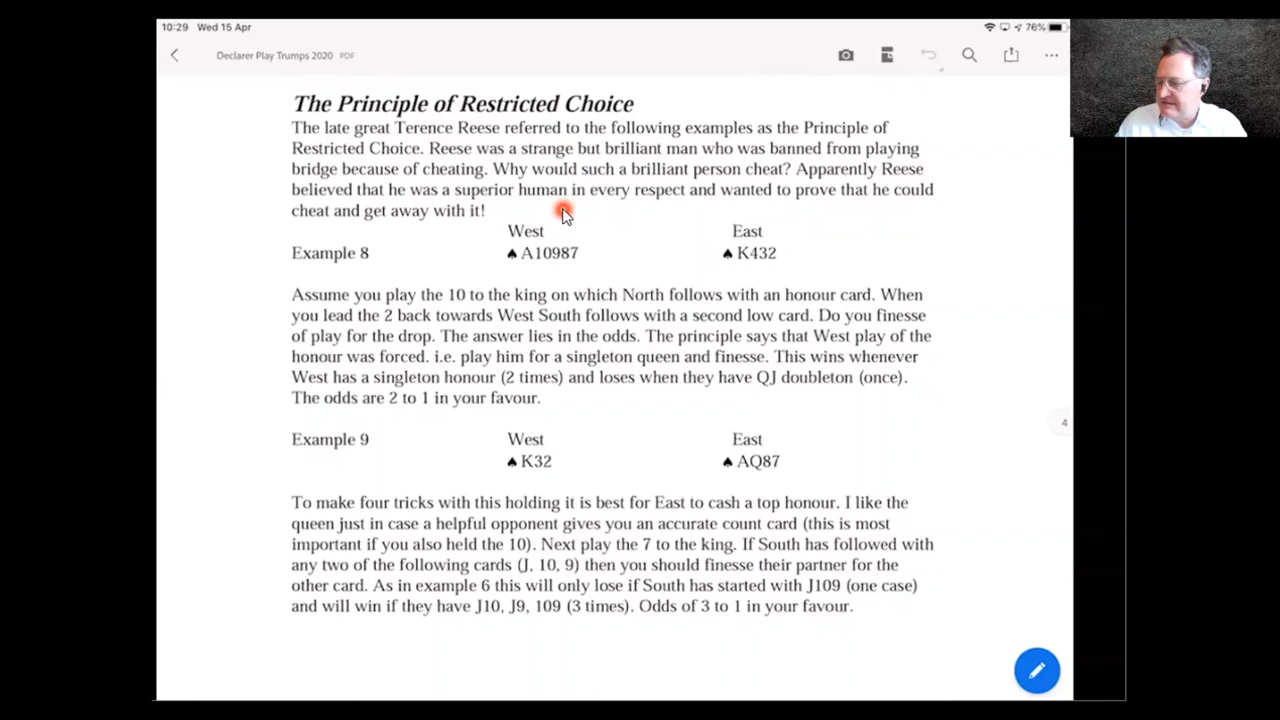 10:29 Wed 15 Apr
76%
Declarer Play Trumps 2020 PDF
The Principle of Restricted Choice
The late great Terence Reese referred to the following examples as the Principle of
Restricted Choice. Reese was a strange but brilliant man who was banned from playing
bridge because of cheating. Why would such a brilliant person cheat? Apparently Reese
believed that he was a superior human in every respect and wanted to prove that he could
cheat and get away with it!
West East
Example 8 ♠ A10987 ♠ K432
Assume you play the 10 to the king on which North follows with an honour card. When
you lead the 2 back towards West South follows with a second low card. Do you finesse
of play for the drop. The answer lies in the odds. The principle says that West play of the
honour was forced. i.e. play him for a singleton queen and finesse. This wins whenever
West has a singleton honour (2 times) and loses when they have QJ doubleton (once).
The odds are 2 to 1 in your favour.
Example 9 West East
♠ K32 ♠ AQ87
To make four tricks with this holding it is best for East to cash a top honour. I like the
queen just in case a helpful opponent gives you an accurate count card (this is most
important if you also held the 10). Next play the 7 to the king. If South has followed with
any two of the following cards (J, 10, 9) then you should finesse their partner for the
other card. As in example 6 this will only lose if South has started with J109 (one case)
and will win if they have J10, J9, 109 (3 times). Odds of 3 to 1 in your favour.
4